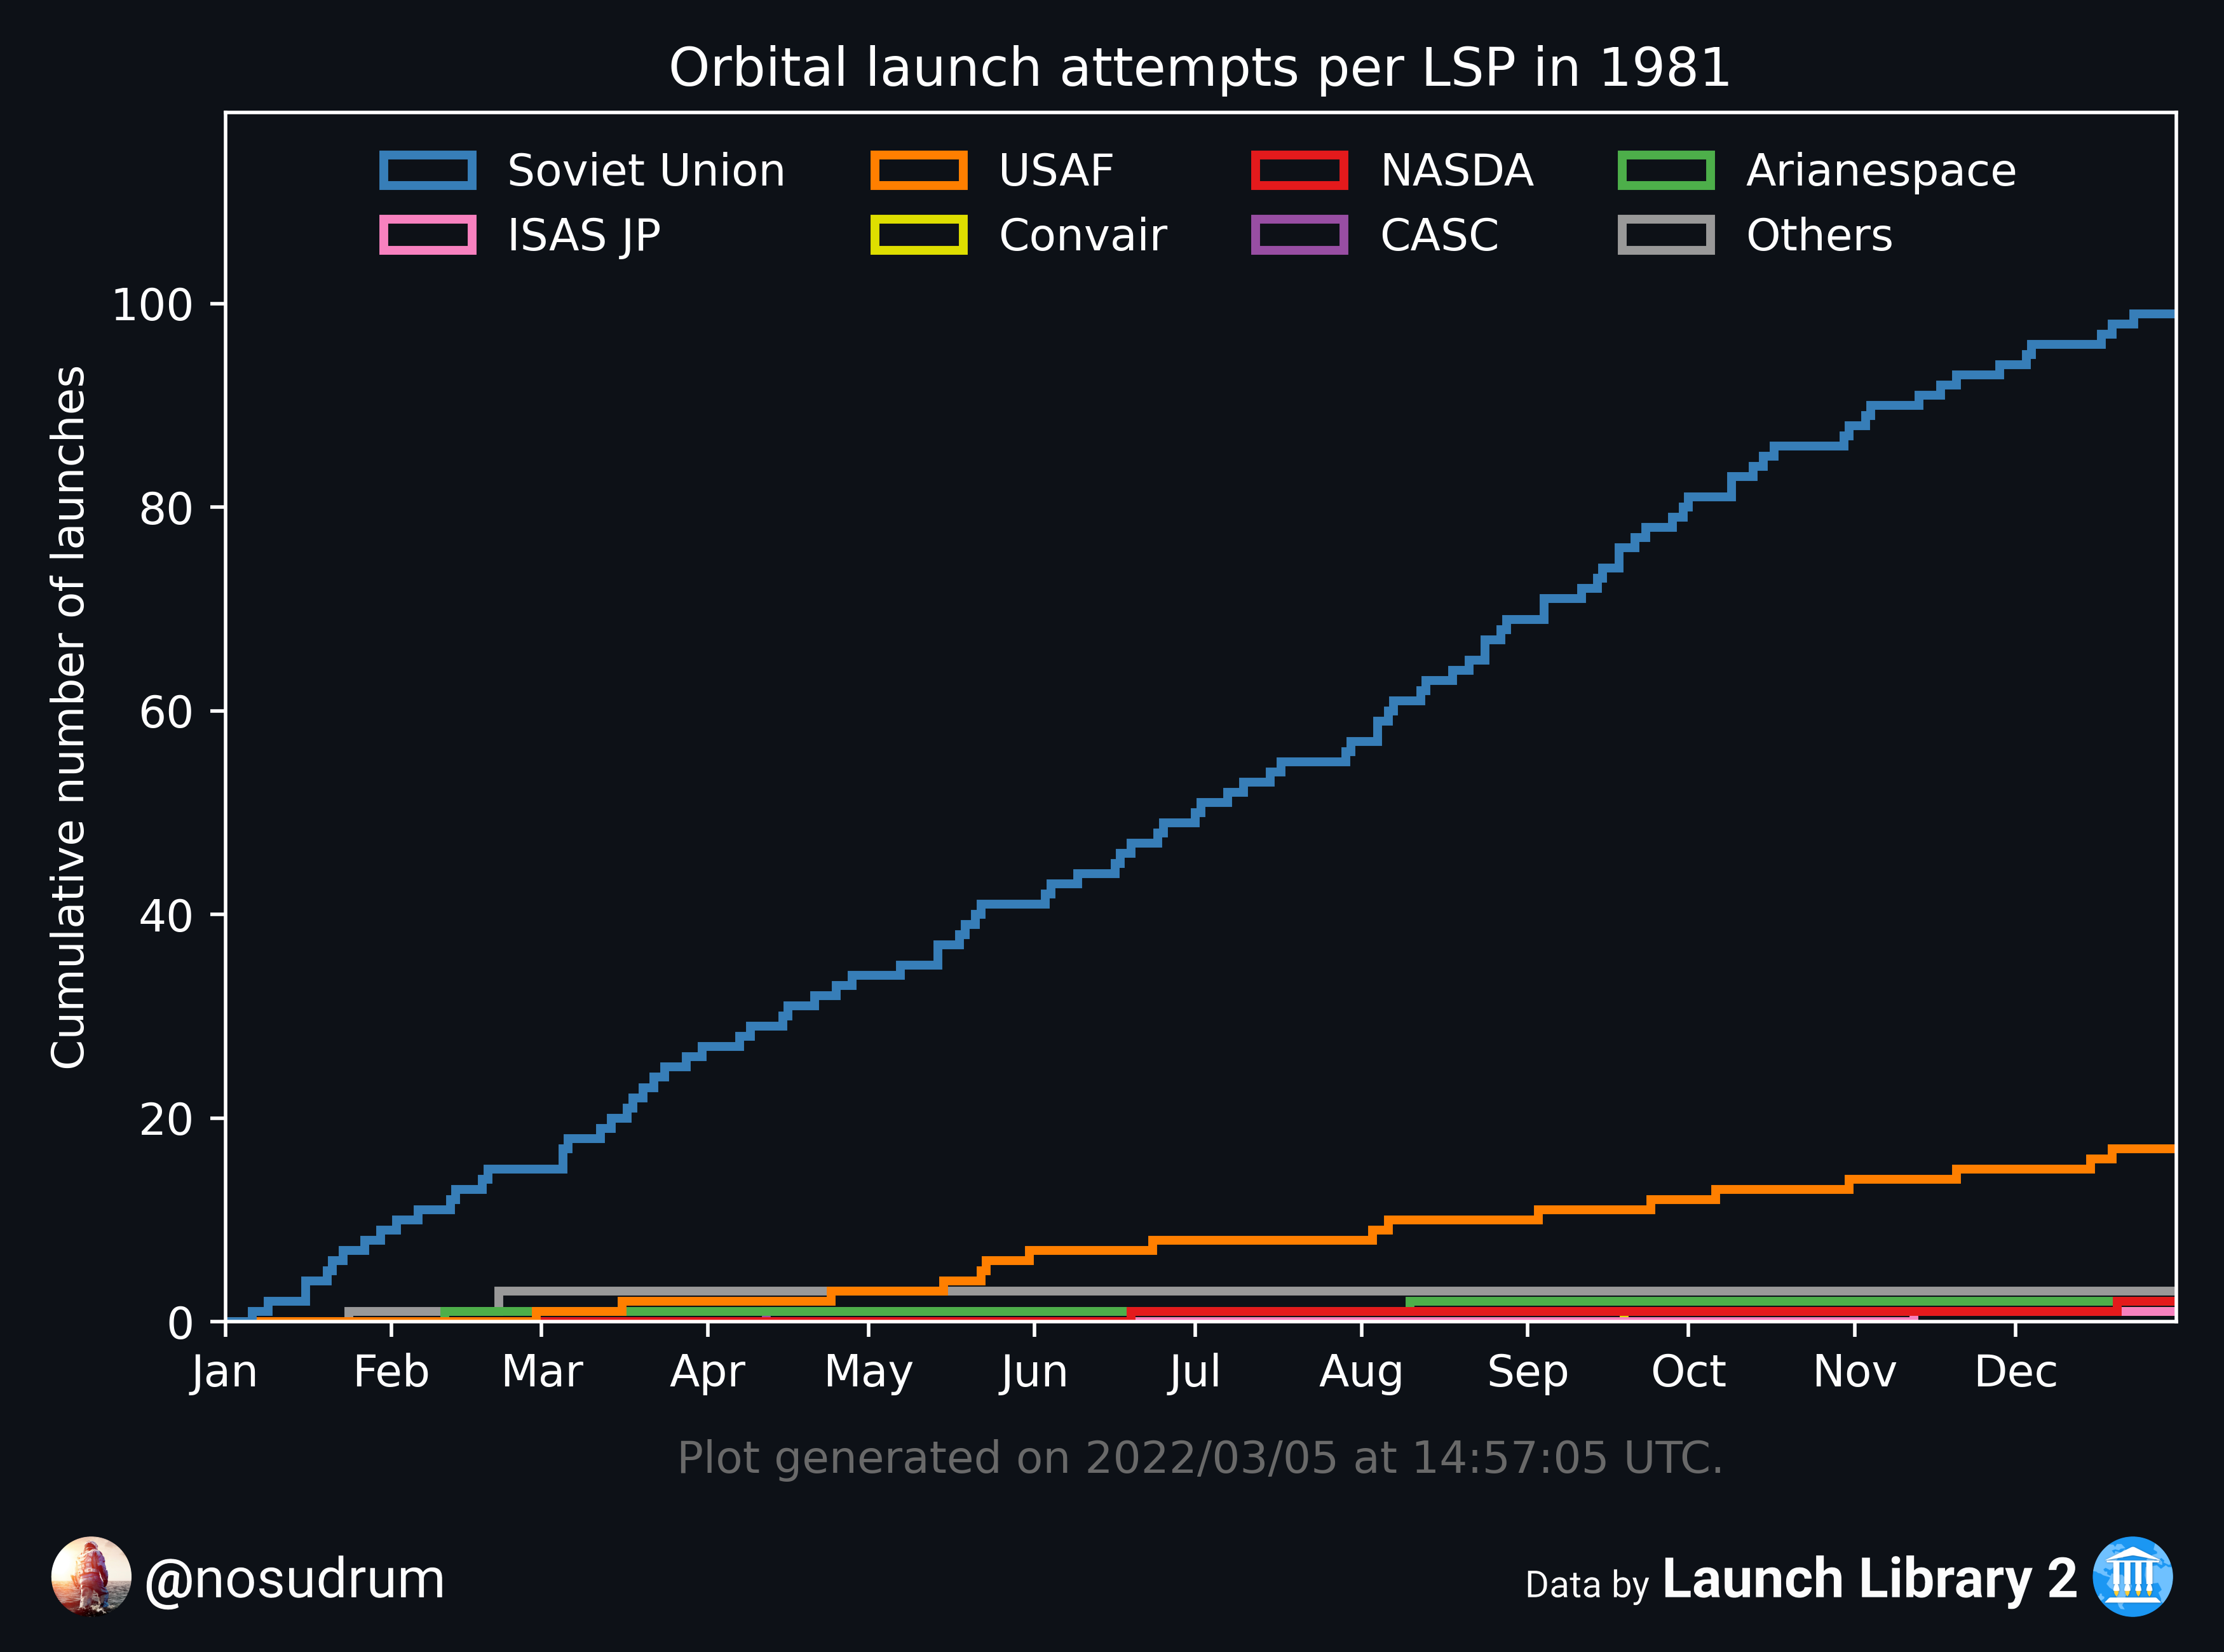 Orbital launch attempts per LSP in 1981
Soviet Union USAF NASDA Arianespace
ISAS JP Convair CASC Others
Cumulative number of launches
100
80
60
40
20
0
Jan Feb Mar Apr May Jun Jul Aug Sep Oct Nov Dec
Plot generated on 2022/03/05 at 14:57:05 UTC.
@nosudrum
Data by Launch Library 2